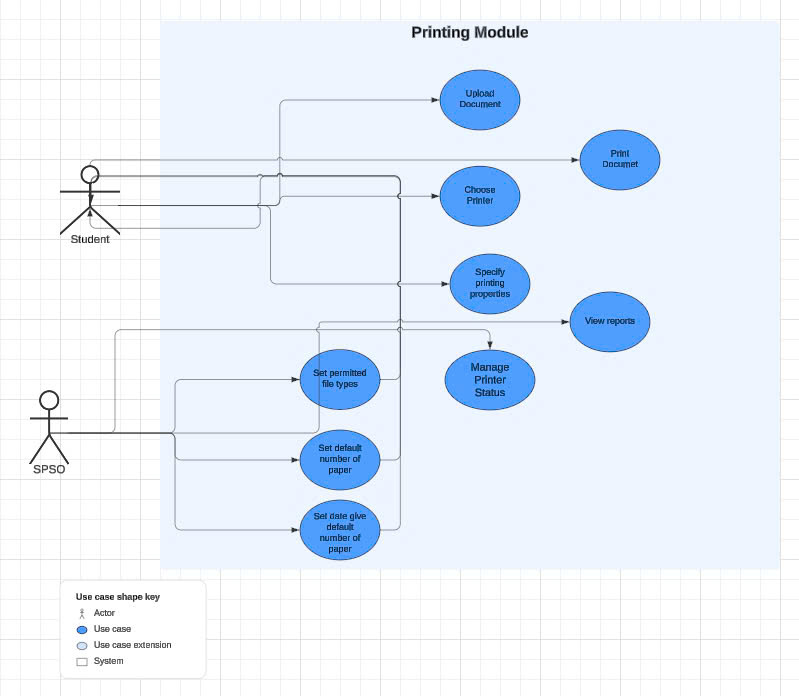 Printing Module
Upload
Document
Print
Documet
Choose
Printer
Student
Specify
printing
properties
View reports
Set permitted
file types
Manage
Printer
Status
SPSO
Set default
number of
paper
Set date give
default
number of
paper
Use case shape key
Actor
Use case
Use case extension
System